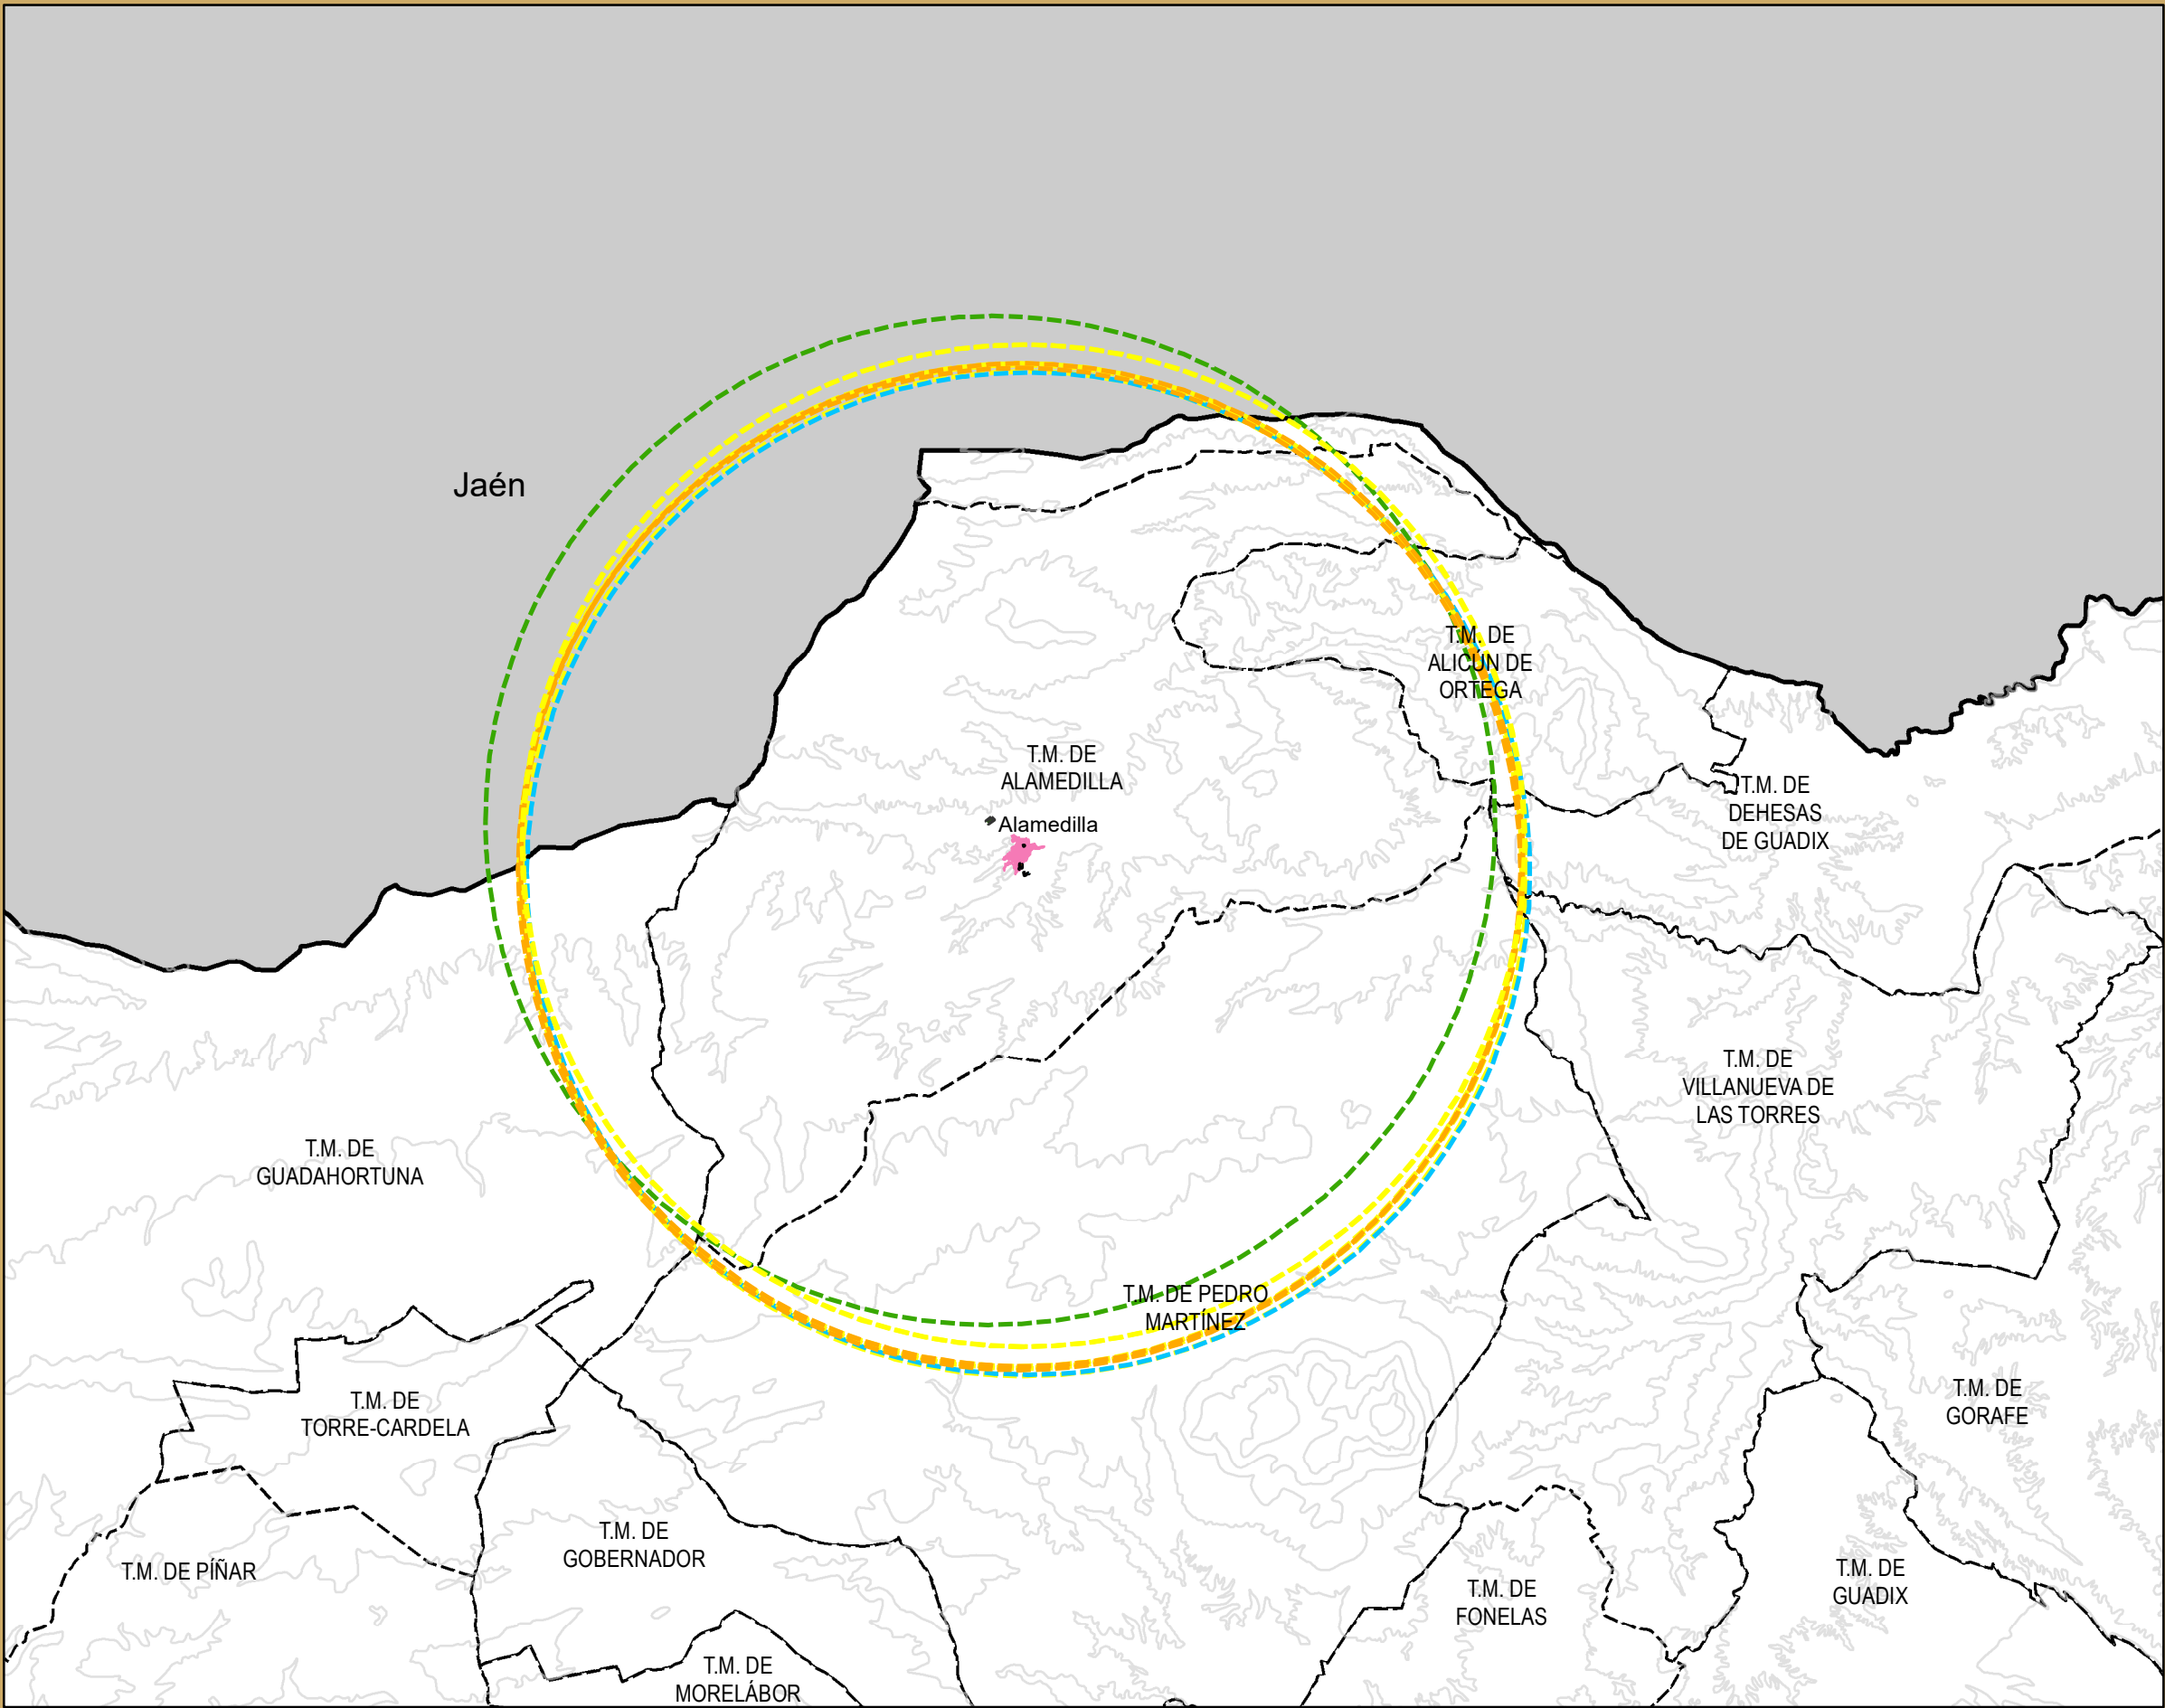 Jaén
T.M. DE
ALICÚN DE
ORTEGA
T.M. DE
ALAMEDILLA
Alamedilla
T.M. DE
DEHESAS
DE GUADIX
T.M. DE
VILLANUEVA DE
LAS TORRES
T.M. DE
GUADAHORTUNA
T.M. DE PEDRO
MARTÍNEZ
T.M. DE
TORRE-CARDELA
T.M. DE
GORAFE
T.M. DE
GOBERNADOR
T.M. DE PÍÑAR
T.M. DE
FONELAS
T.M. DE
GUADIX
T.M. DE
MORELÁBOR